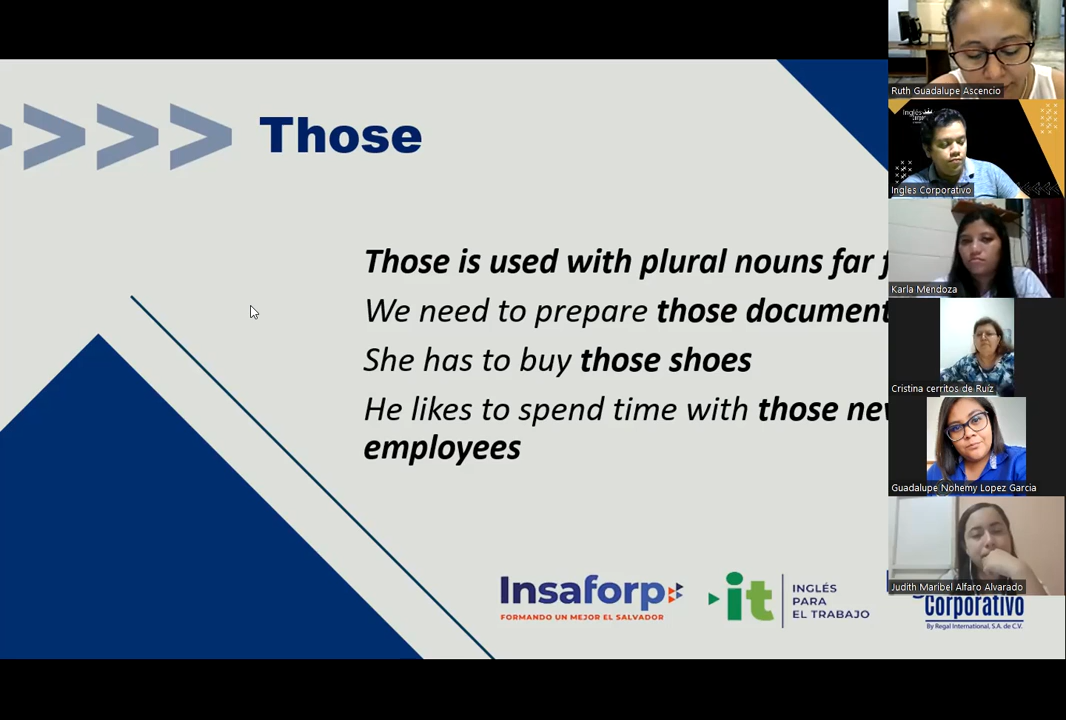 Those
Those is used with plural nouns far
We need to prepare those document
She has to buy those shoes
He likes to spend time with those
employees
Insaforp
FORMANDO UN MEJOR EL SALVADOR
it
INGLÉS
PARA
EL TRABAJO
Corporativo
By Regal International, S.A. de C.V.
Ruth Guadalupe Ascencio
Inglés
Ingles Corporativo
Karla Mendoza
Cristina cerritos de Ruíz
Guadalupe Nohemy Lopez Garcia
Judith Maribel Alfaro Alvarado